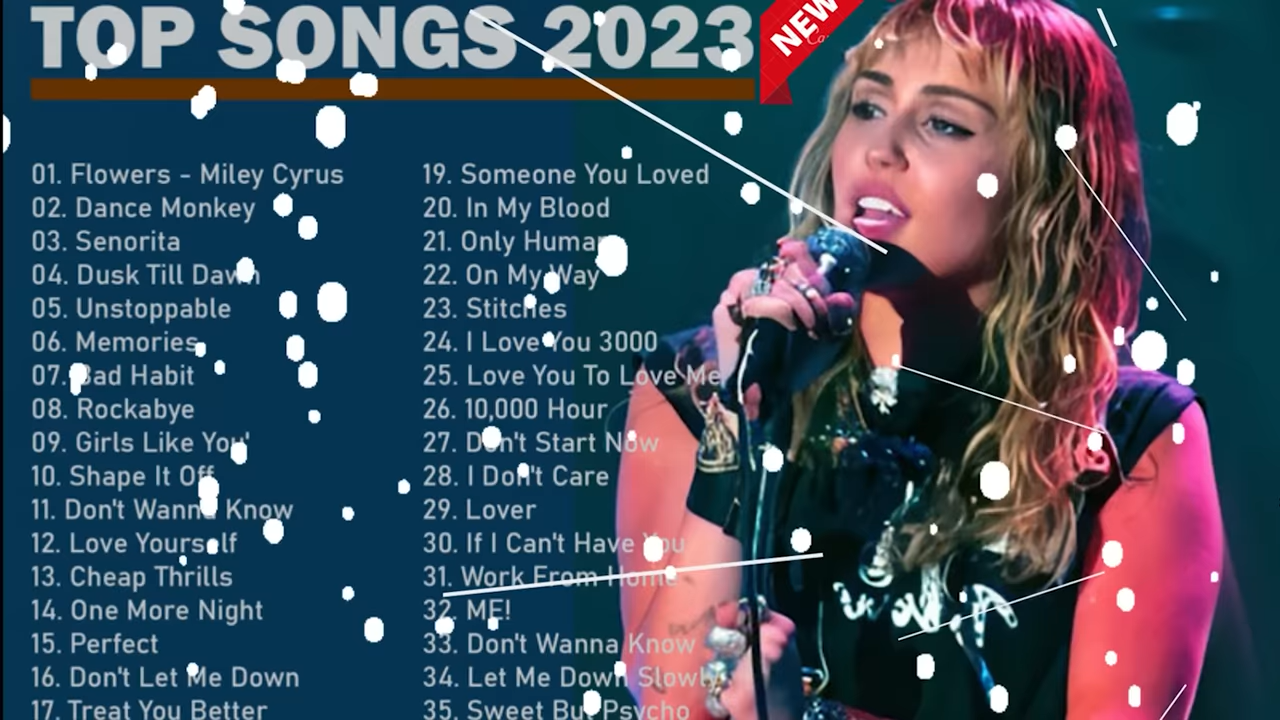 TOP SONGS 2023
NEW
01. Flowers - Miley Cyrus
02. Dance Monkey
03. Senorita
04. Dusk Till Dawn
05. Unstoppable
06. Memories
07. Bad Habit
08. Rockabye
09. Girls Like You'
10. Shape It Off
11. Don't Wanna Know
12. Love Yourself
13. Cheap Thrills
14. One More Night
15. Perfect
16. Don't Let Me Down
17. Treat You Better
19. Someone You Loved
20. In My Blood
21. Only Human
22. On My Way
23. Stitches
24. I Love You 3000
25. Love You To Love Me
26. 10,000 Hour
27. Don't Start Now
28. I Don't Care
29. Lover
30. If I Can't Have You
31. Work From Home
32. ME!
33. Don't Wanna Know
34. Let Me Down Slowly
35. Sweet But Psycho